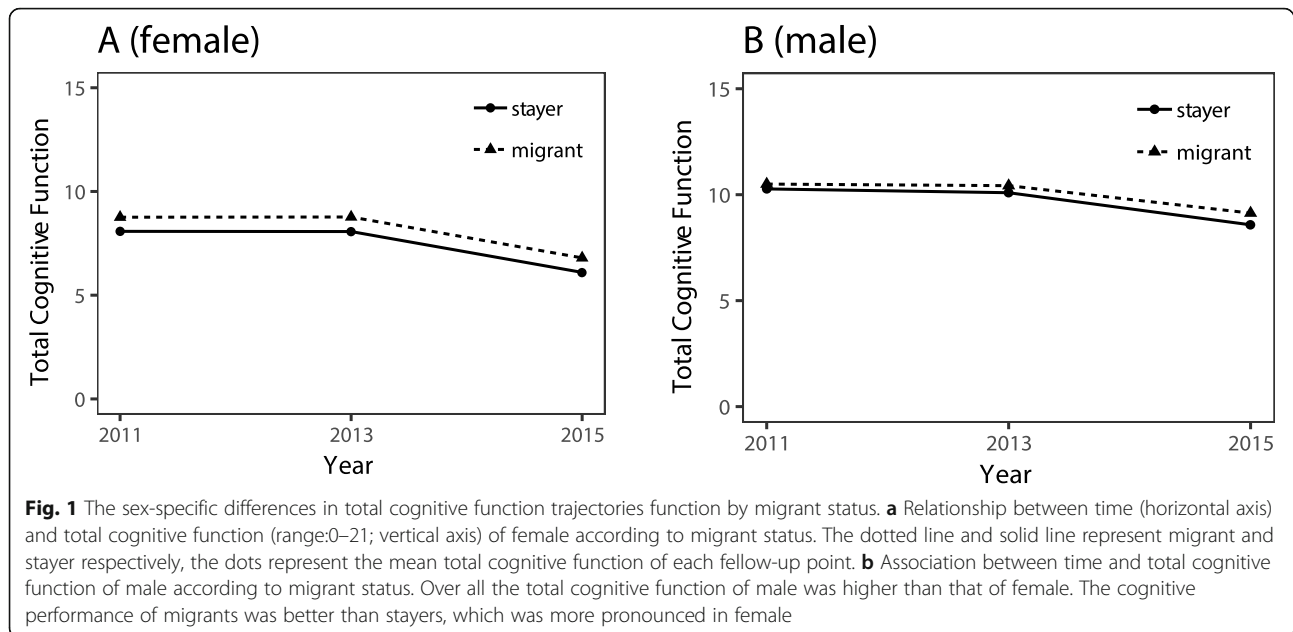 A (female)
15
10
5
0
Total Cognitive Function
stayer
migrant
2011 2013 2015
Year
B (male)
15
10
5
0
Total Cognitive Function
stayer
migrant
2011 2013 2015
Year
Fig. 1 The sex-specific differences in total cognitive function trajectories function by migrant status. a Relationship between time (horizontal axis)
and total cognitive function (range:0–21; vertical axis) of female according to migrant status. The dotted line and solid line represent migrant and
stayer respectively, the dots represent the mean total cognitive function of each fellow-up point. b Association between time and total cognitive
function of male according to migrant status. Over all the total cognitive function of male was higher than that of female. The cognitive
performance of migrants was better than stayers, which was more pronounced in female